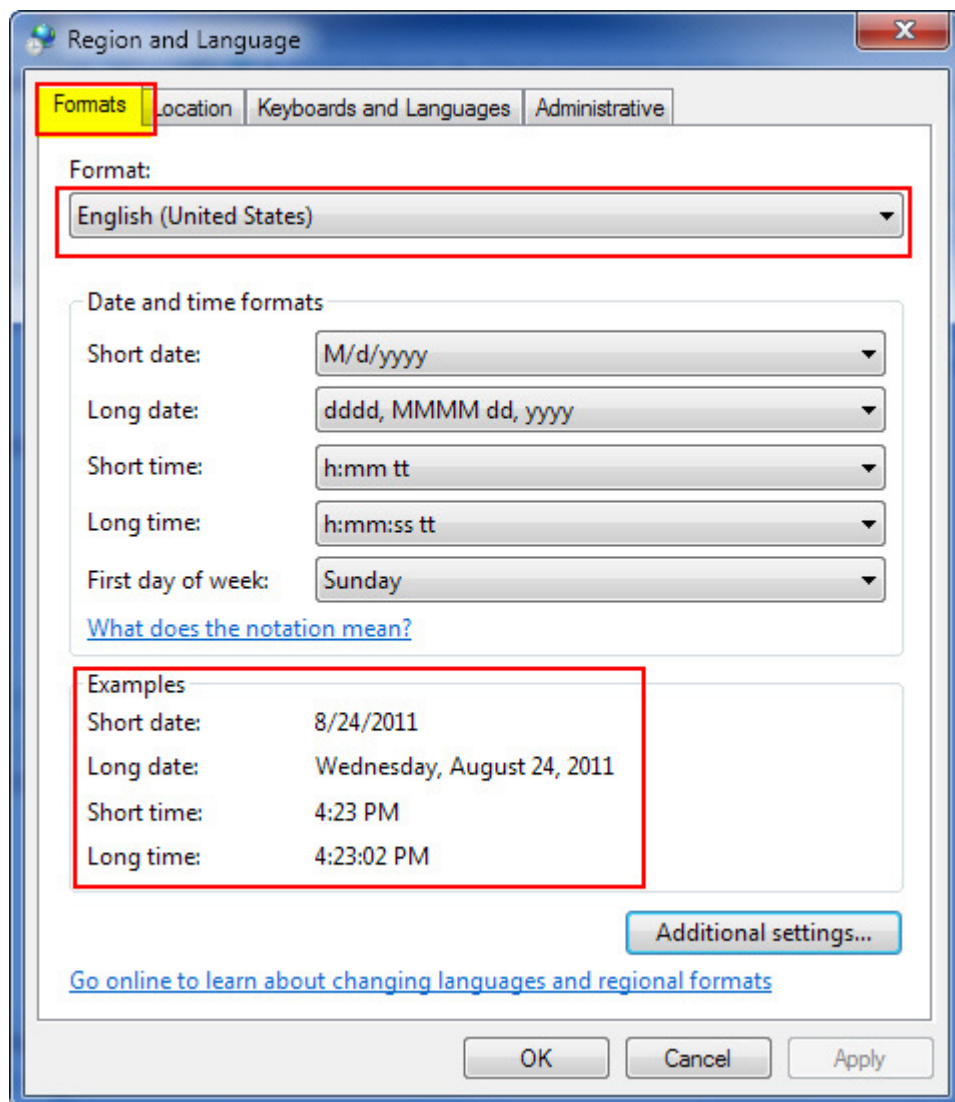 Region and Language
Formats Location Keyboards and Languages Administrative
Format:
English (United States)
Date and time formats
Short date: M/d/yyyy
Long date: dddd, MMMM dd, yyyy
Short time: h:mm tt
Long time: h:mm:ss tt
First day of week: Sunday
What does the notation mean?
Examples
Short date: 8/24/2011
Long date: Wednesday, August 24, 2011
Short time: 4:23 PM
Long time: 4:23:02 PM
Additional settings...
Go online to learn about changing languages and regional formats
OK Cancel Apply